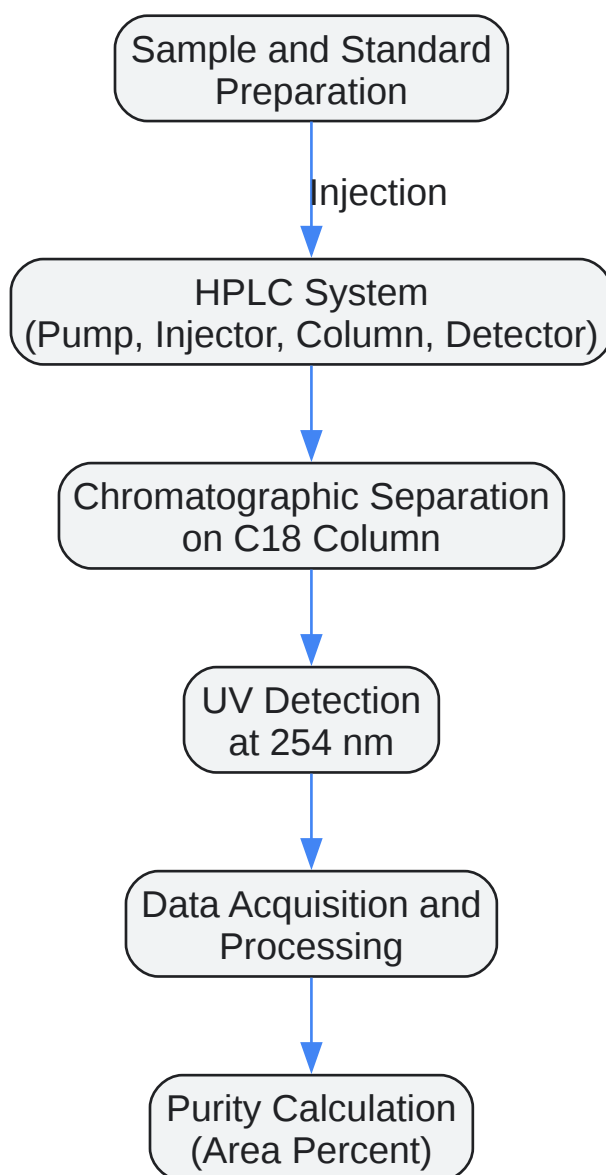 Sample and Standard
Preparation
Injection
HPLC System
(Pump, Injector, Column, Detector)
Chromatographic Separation
on C18 Column
UV Detection
at 254 nm
Data Acquisition and
Processing
Purity Calculation
(Area Percent)